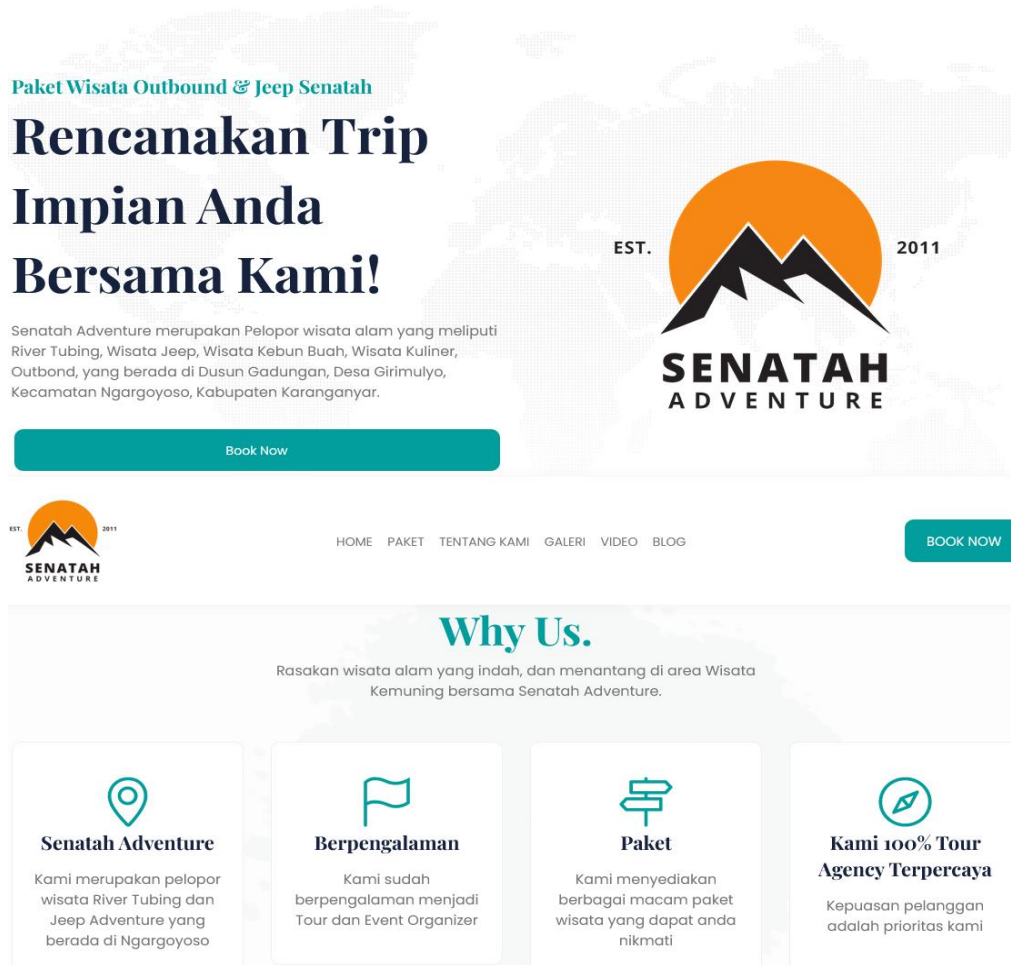 Paket Wisata Outbound & Jeep Senatah
Rencanakan Trip
Impian Anda
Bersama Kami!
Senatah Adventure merupakan Pelopor wisata alam yang meliputi
River Tubing, Wisata Jeep, Wisata Kebun Buah, Wisata Kuliner,
Outbond, yang berada di Dusun Gadungan, Desa Girimulyo,
Kecamatan Ngargoyoso, Kabupaten Karanganyar.
Book Now
EST. 2011
SENATAH
ADVENTURE
EST. 2011
SENATAH
ADVENTURE
HOME PAKET TENTANG KAMI GALERI VIDEO BLOG
BOOK NOW
Why Us.
Rasakan wisata alam yang indah, dan menantang di area Wisata
Kemuning bersama Senatah Adventure.
Senatah Adventure
Kami merupakan pelopor
wisata River Tubing dan
Jeep Adventure yang
berada di Ngargoyoso
Berpengalaman
Kami sudah
berpengalaman menjadi
Tour dan Event Organizer
Paket
Kami menyediakan
berbagai macam paket
wisata yang dapat anda
nikmati
Kami 100% Tour
Agency Terpercaya
Kepuasan pelanggan
adalah prioritas kami